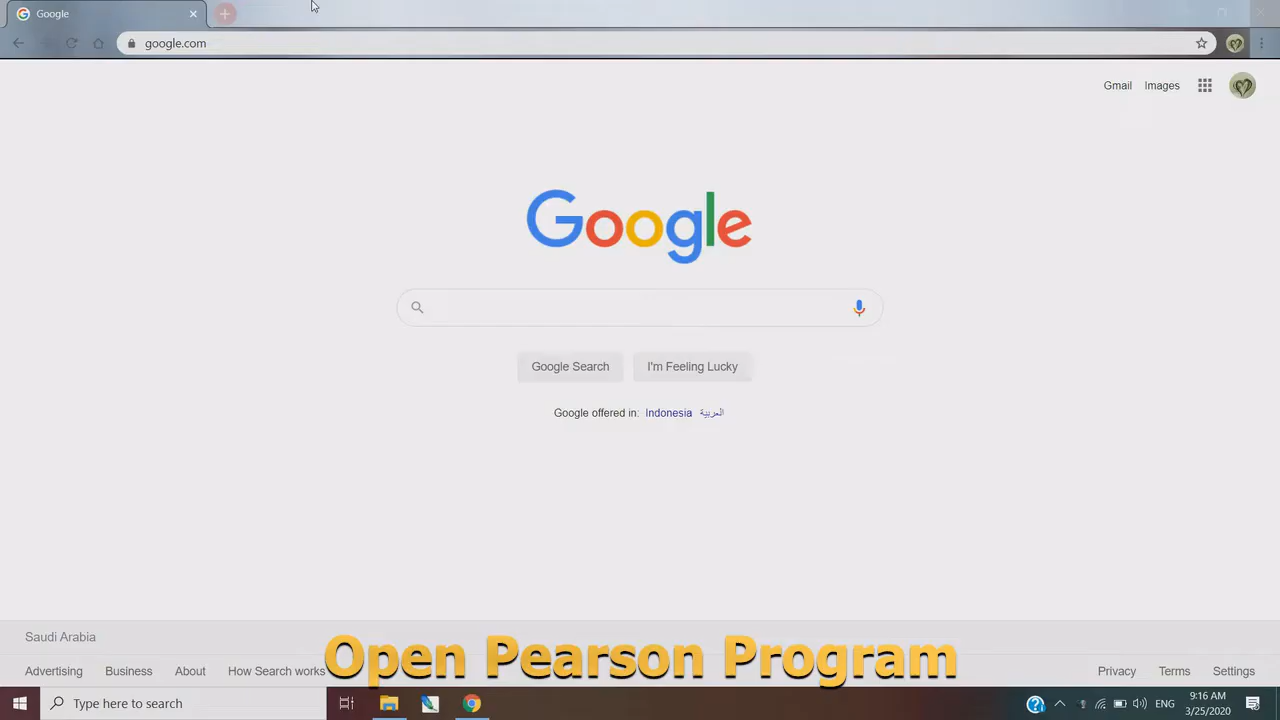 Google
google.com
Gmail Images
Google
Google Search I'm Feeling Lucky
Google offered in: Indonesia العربية
Saudi Arabia
Advertising Business About How Search works
Privacy Terms Settings
Open Pearson Program
Type here to search
ENG
9:16 AM
3/25/2020